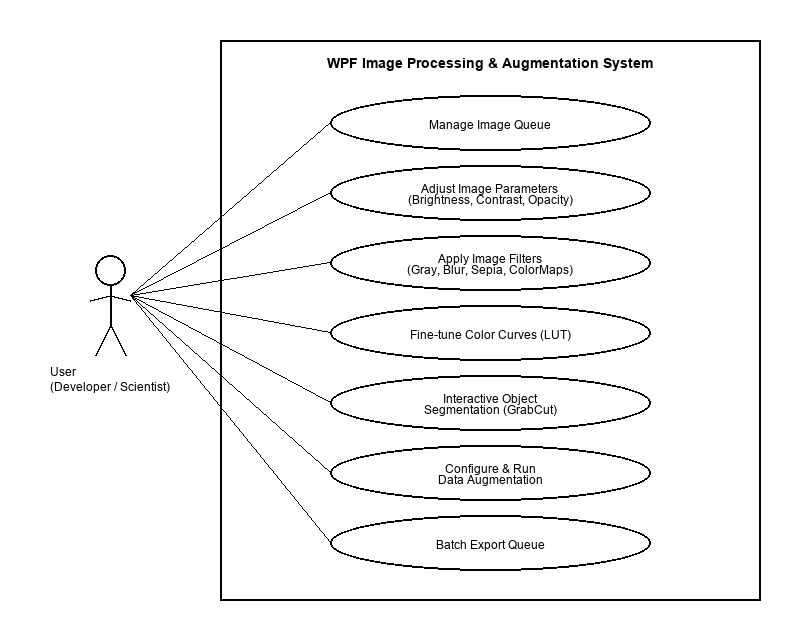 WPF Image Processing & Augmentation System
Manage Image Queue
Adjust Image Parameters
(Brightness, Contrast, Opacity)
Apply Image Filters
(Gray, Blur, Sepia, ColorMaps)
Fine-tune Color Curves (LUT)
User
(Developer / Scientist)
Interactive Object
Segmentation (GrabCut)
Configure & Run
Data Augmentation
Batch Export Queue